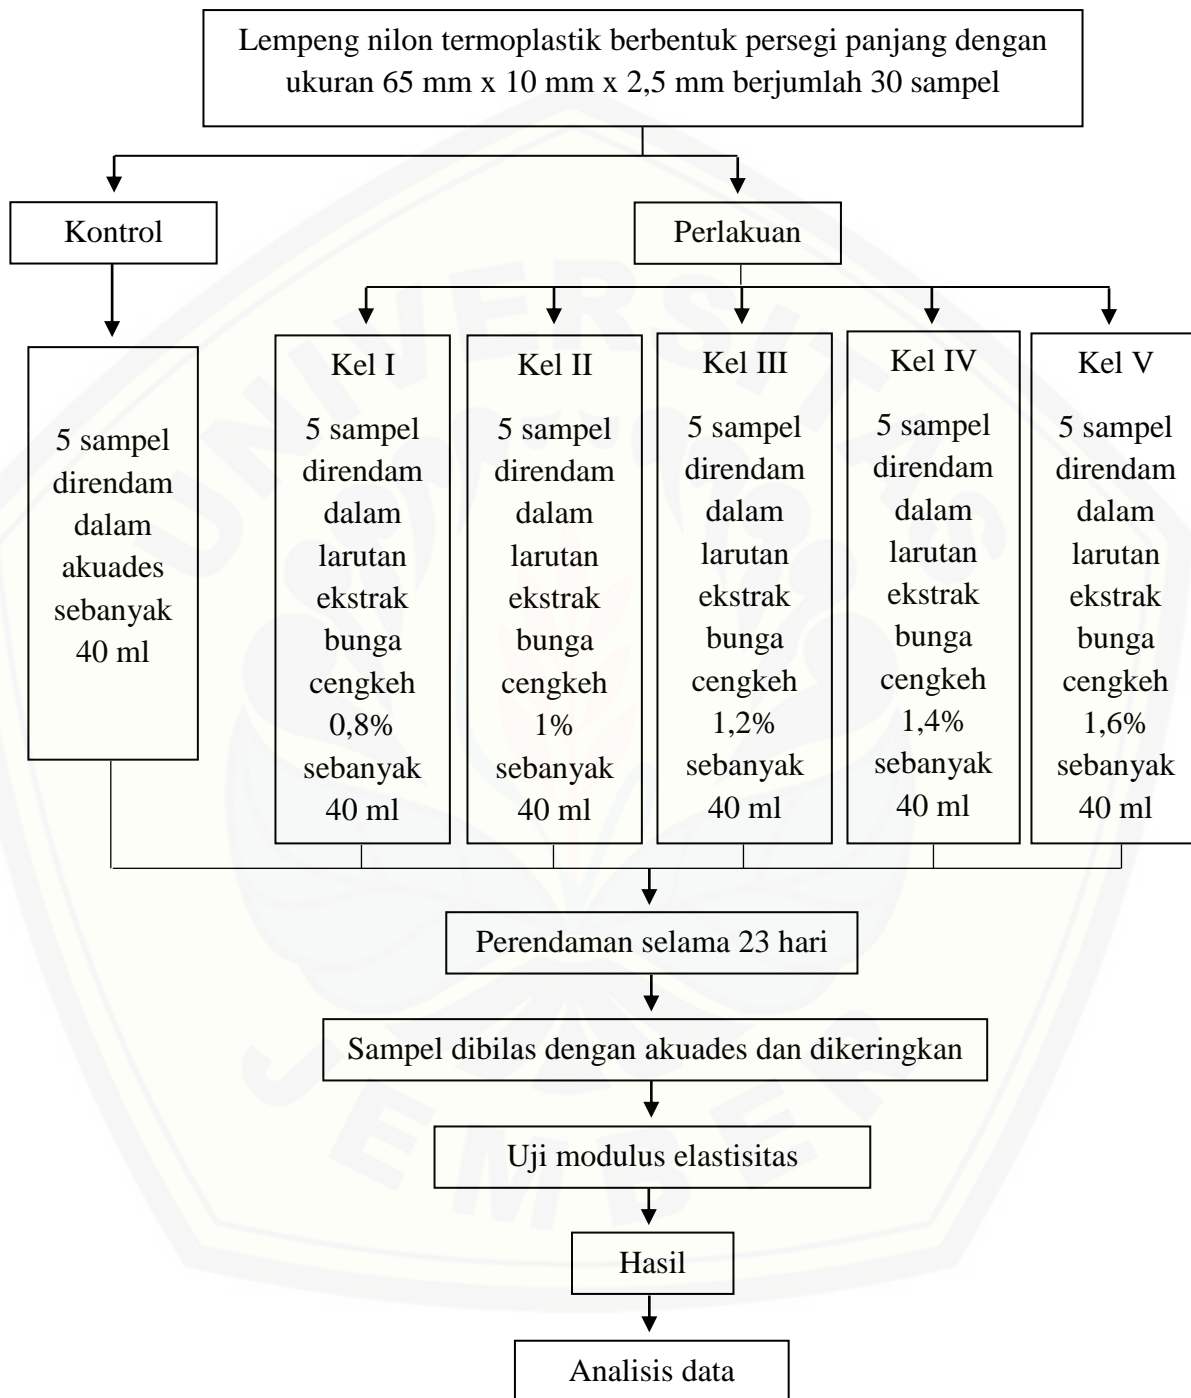 Lempeng nilon termoplastik berbentuk persegi panjang dengan
ukuran 65 mm x 10 mm x 2,5 mm berjumlah 30 sampel
Kontrol
Perlakuan
5 sampel
direndam
dalam
akuades
sebanyak
40 ml
Kel I
5 sampel
direndam
dalam
larutan
ekstrak
bunga
cengkeh
0,8%
sebanyak
40 ml
Kel II
5 sampel
direndam
dalam
larutan
ekstrak
bunga
cengkeh
1%
sebanyak
40 ml
Kel III
5 sampel
direndam
dalam
larutan
ekstrak
bunga
cengkeh
1,2%
sebanyak
40 ml
Kel IV
5 sampel
direndam
dalam
larutan
ekstrak
bunga
cengkeh
1,4%
sebanyak
40 ml
Kel V
5 sampel
direndam
dalam
larutan
ekstrak
bunga
cengkeh
1,6%
sebanyak
40 ml
Perendaman selama 23 hari
Sampel dibilas dengan akuades dan dikeringkan
Uji modulus elastisitas
Hasil
Analisis data
UNIVERSITAS
JEMBER